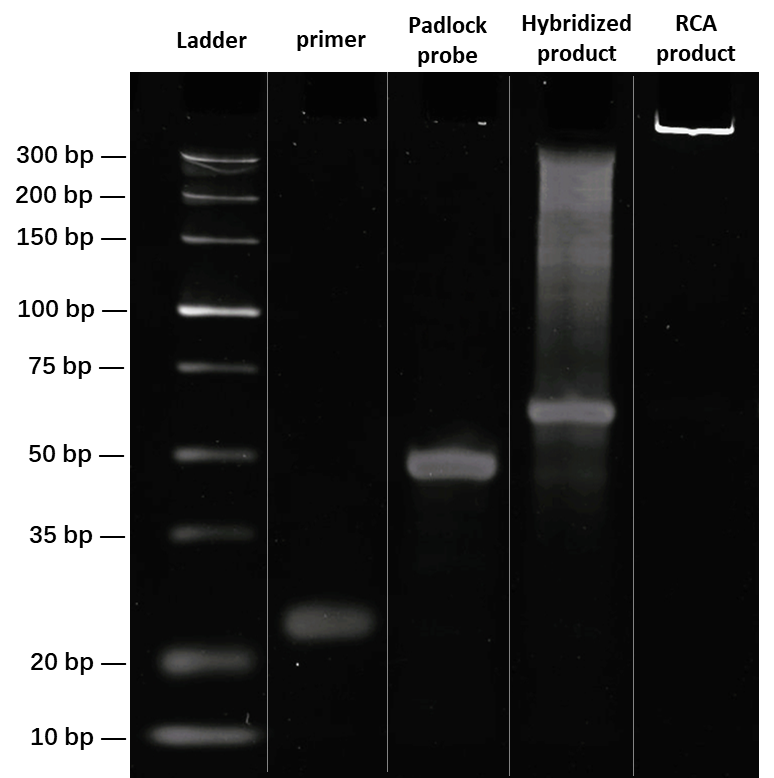 Ladder
primer
Padlock
probe
Hybridized
product
RCA
product
300 bp
200 bp
150 bp
100 bp
75 bp
50 bp
35 bp
20 bp
10 bp